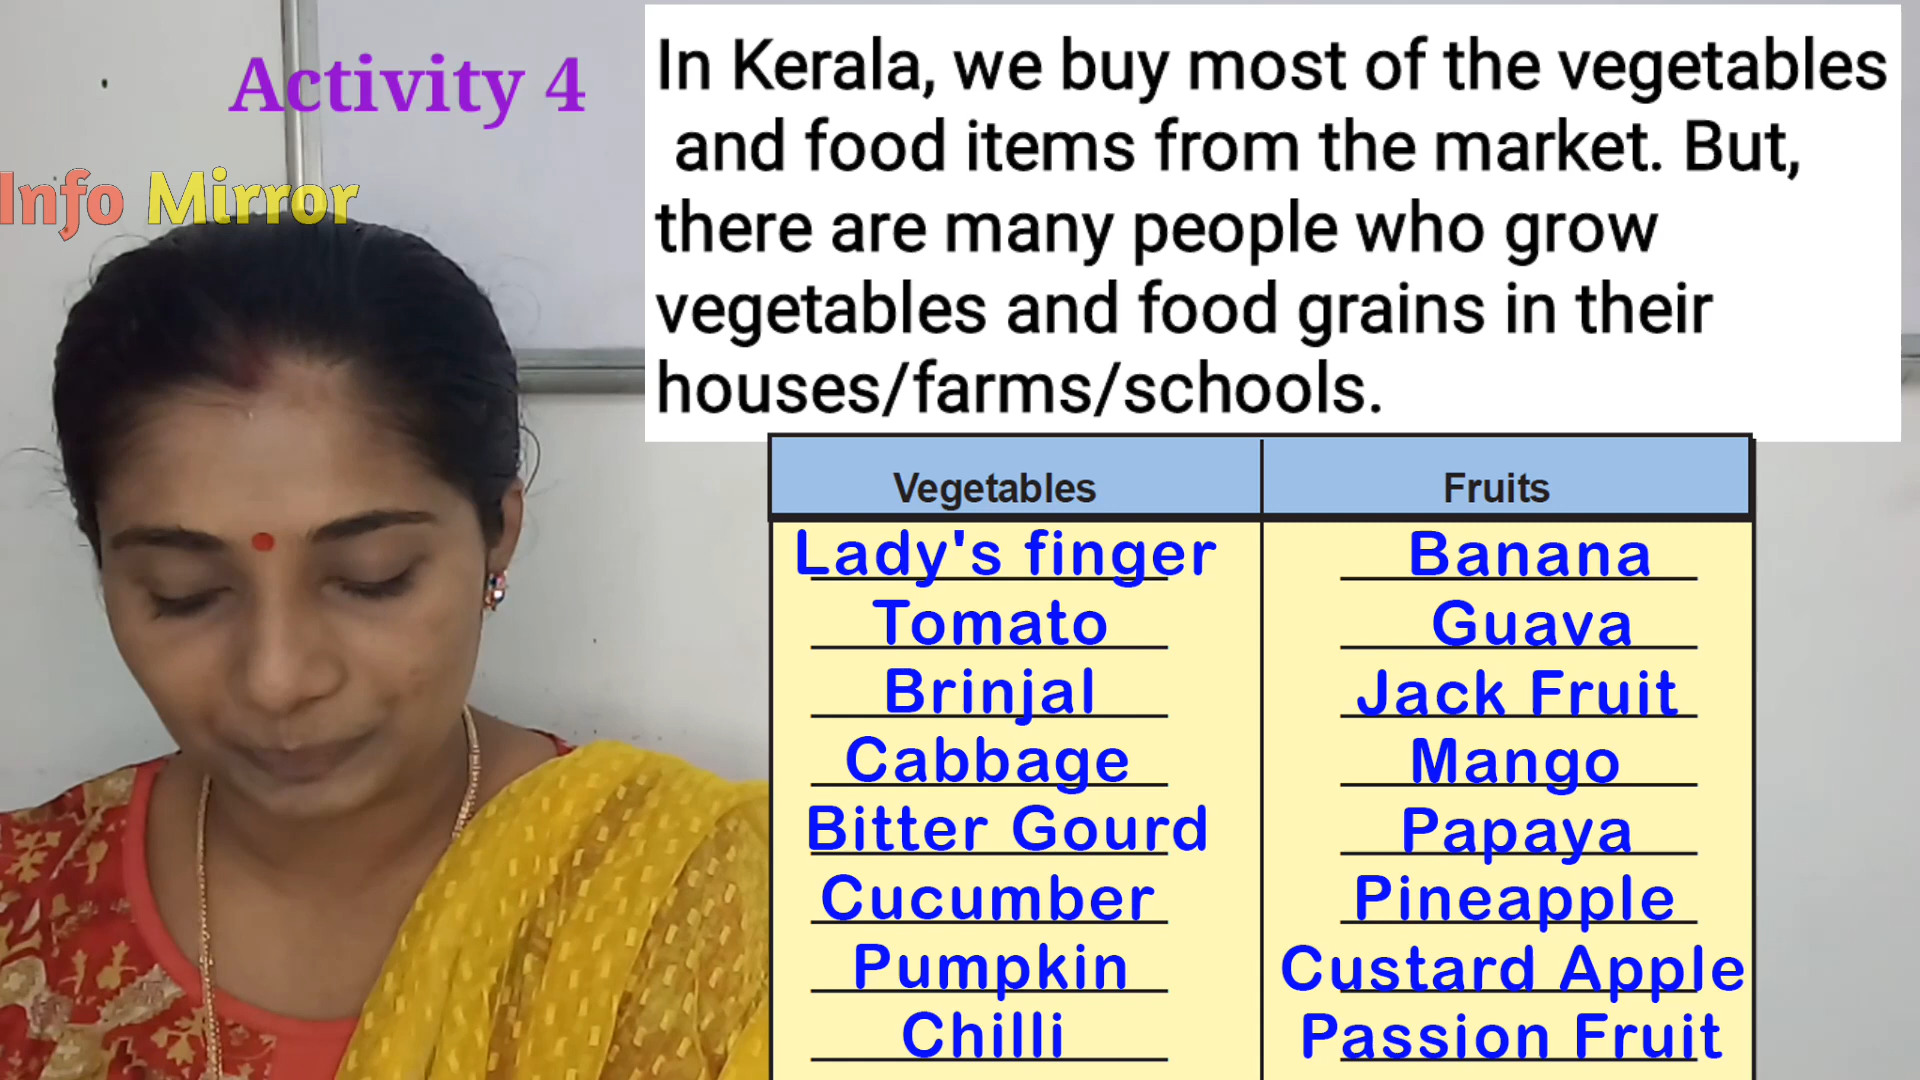 Activity 4
Info Mirror
In Kerala, we buy most of the vegetables
and food items from the market. But,
there are many people who grow
vegetables and food grains in their
houses/farms/schools.
Vegetables Fruits
Lady's finger Banana
Tomato Guava
Brinjal Jack Fruit
Cabbage Mango
Bitter Gourd Papaya
Cucumber Pineapple
Pumpkin Custard Apple
Chilli Passion Fruit